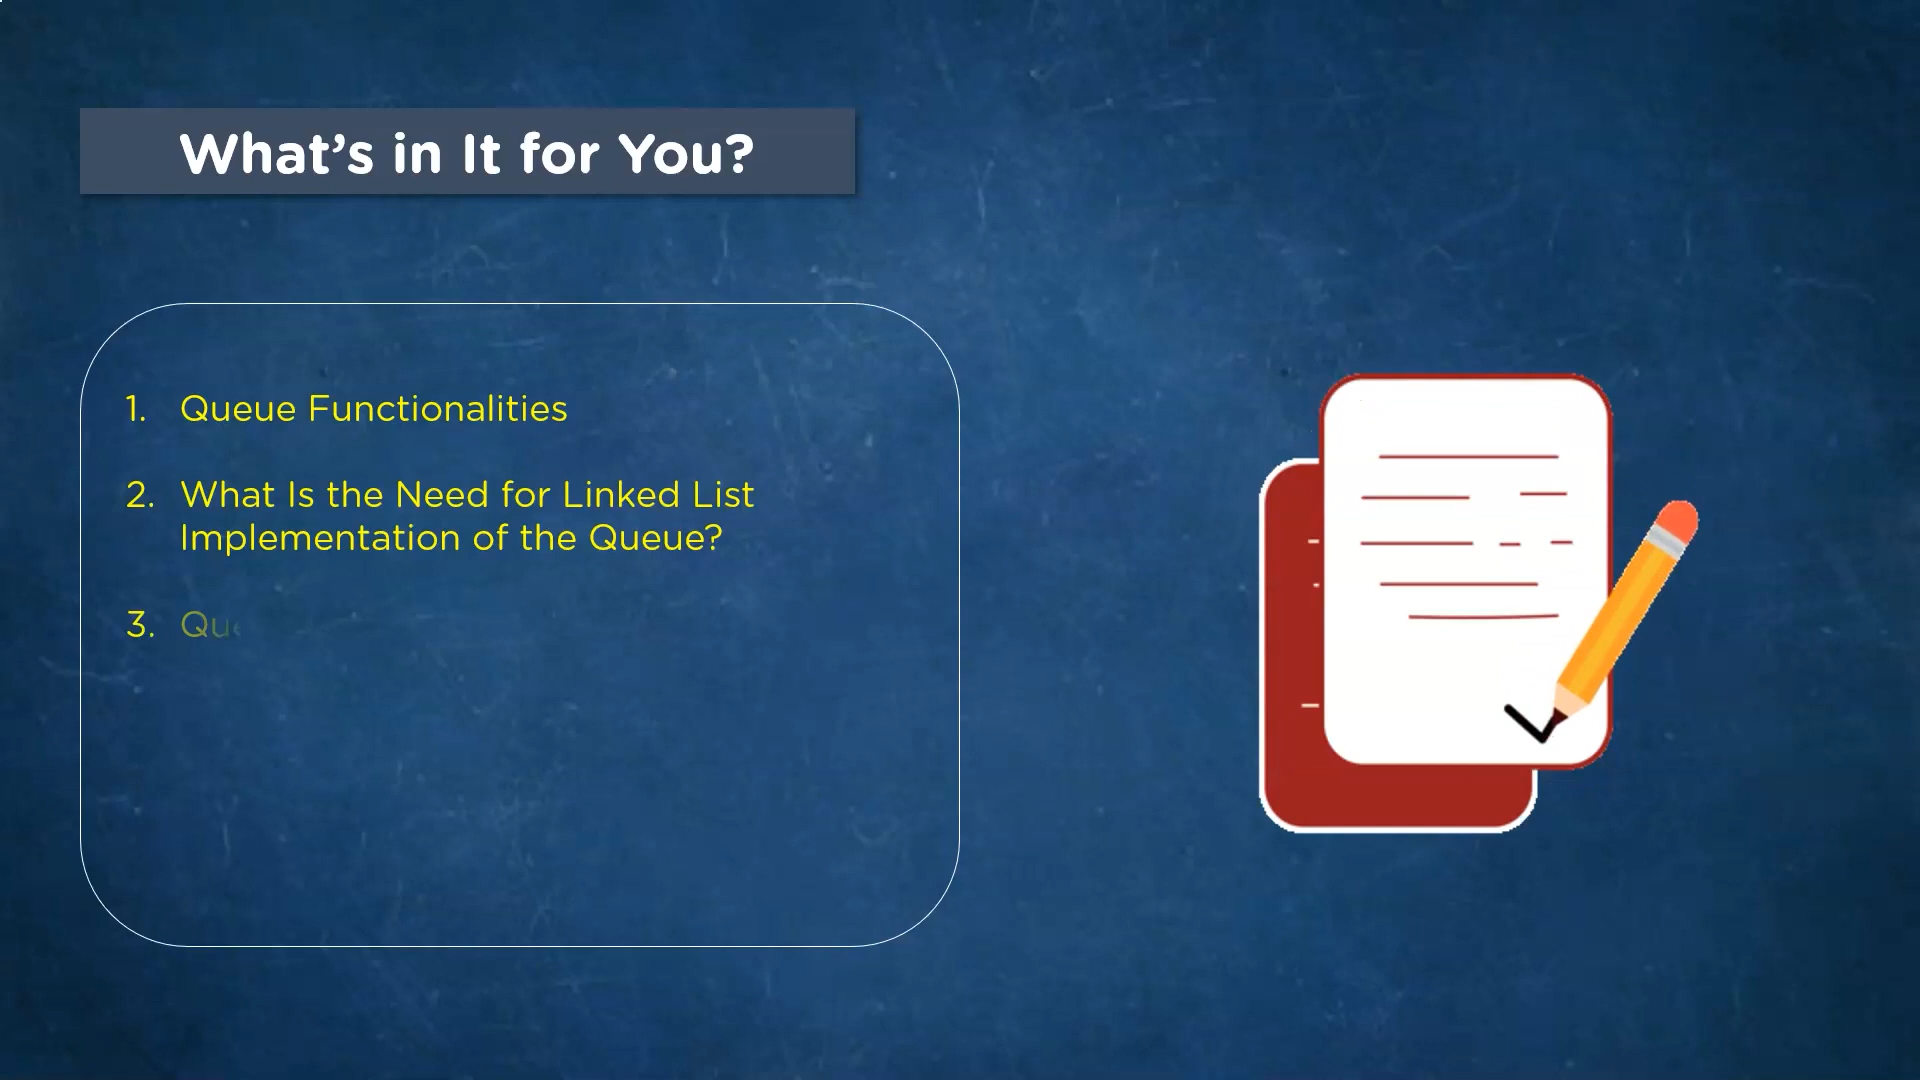 What’s in It for You?
1. Queue Functionalities
2. What Is the Need for Linked List
Implementation of the Queue?
3.